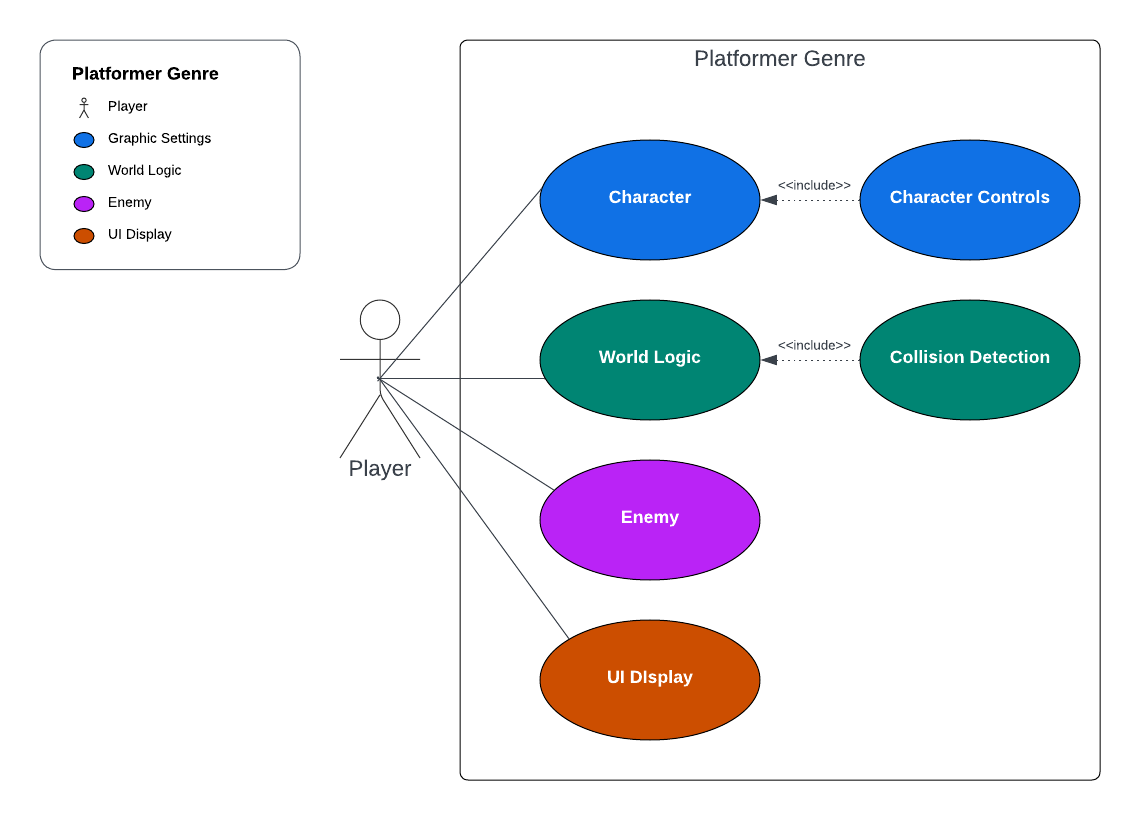 Platformer Genre
Player
Graphic Settings
World Logic
Enemy
UI Display
Platformer Genre
Character
<<include>>
Character Controls
World Logic
<<include>>
Collision Detection
Player
Enemy
UI DIsplay